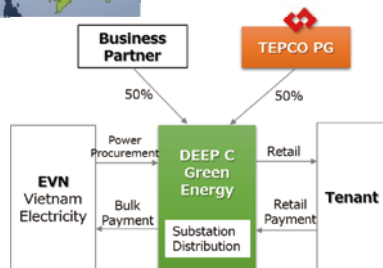 Business
Partner
TEPCO PG
50%
50%
Power
Procurement
DEEP C
Green
Energy
Retail
EVN
Vietnam
Electricity
Bulk
Payment
Substation
Distribution
Retail
Payment
Tenant